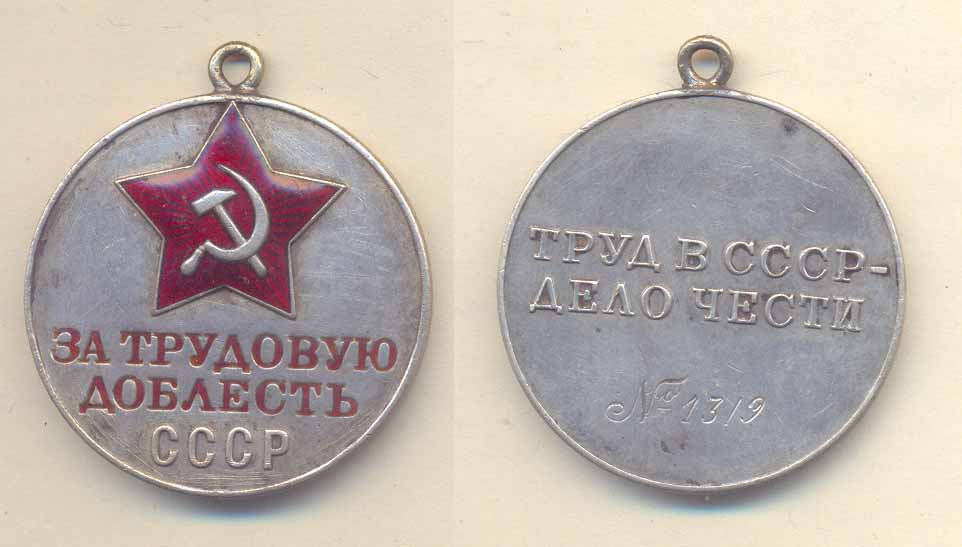 ЗА ТРУДОВУЮ
ДОБЛЕСТЬ
СССР
ТРУД В СССР-
ДЕЛО ЧЕСТИ
№ 1319